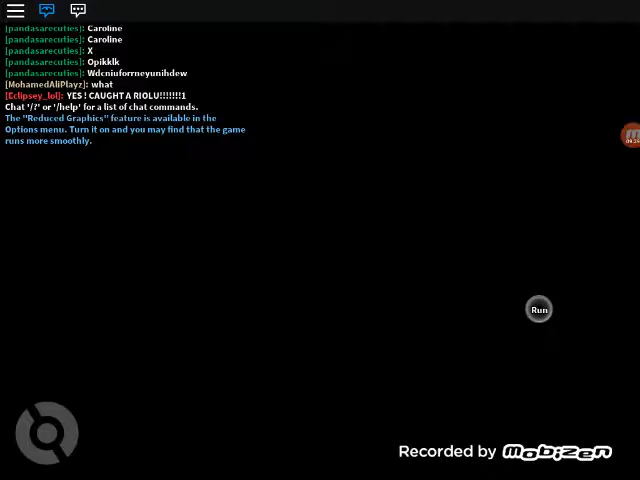 [pandasarecuties]: Caroline
[pandasarecuties]: Caroline
[pandasarecuties]: X
[pandasarecuties]: Opikklk
[pandasarecuties]: Wdcniuforrneyunihdew
[MohamedAliPlayz]: what
[Eclipsey_lol]: YES ! CAUGHT A RIOLU!!!!!!!1
Chat '/?' or '/help' for a list of chat commands.
The "Reduced Graphics" feature is available in the
Options menu. Turn it on and you may find that the game
runs more smoothly.
Run
Recorded by mobizen